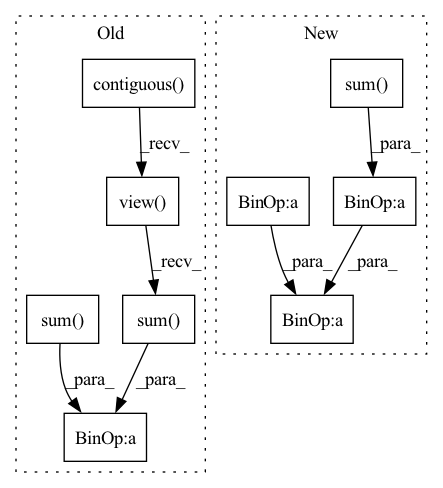 Old
New
contiguous()
sum()
_recv_
_para_
view()
BinOp:a
BinOp:a
_recv_
_para_
_para_
sum()
sum()
BinOp:a
_para_
_para_
BinOp:a